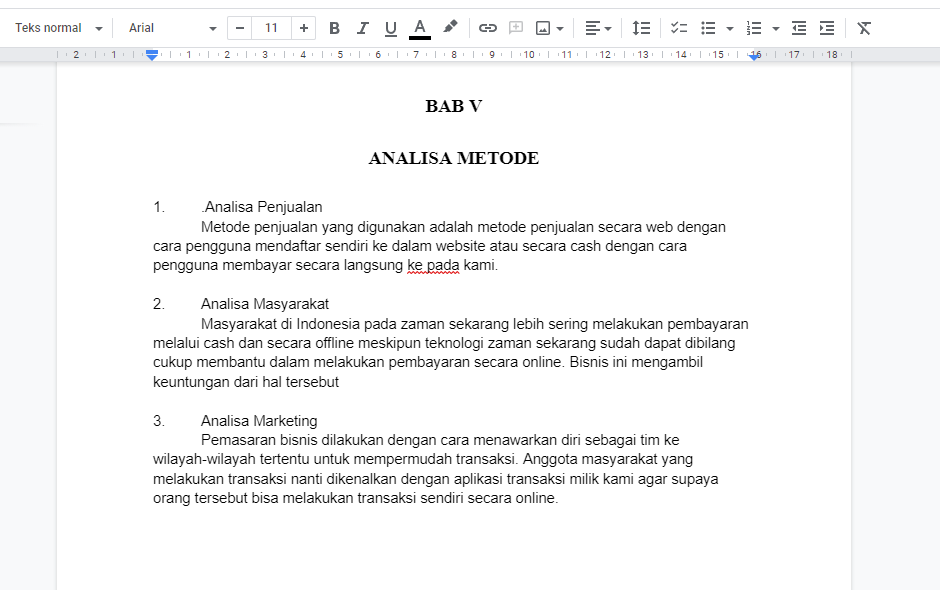 Teks normal Arial 11 B I U A
2 1 1 2 3 4 5 6 7 8 9 10 11 12 13 14 15 16 17 18
BAB V
ANALISA METODE
1. .Analisa Penjualan
Metode penjualan yang digunakan adalah metode penjualan secara web dengan
cara pengguna mendaftar sendiri ke dalam website atau secara cash dengan cara
pengguna membayar secara langsung ke pada kami.
2. Analisa Masyarakat
Masyarakat di Indonesia pada zaman sekarang lebih sering melakukan pembayaran
melalui cash dan secara offline meskipun teknologi zaman sekarang sudah dapat dibilang
cukup membantu dalam melakukan pembayaran secara online. Bisnis ini mengambil
keuntungan dari hal tersebut
3. Analisa Marketing
Pemasaran bisnis dilakukan dengan cara menawarkan diri sebagai tim ke
wilayah-wilayah tertentu untuk mempermudah transaksi. Anggota masyarakat yang
melakukan transaksi nanti dikenalkan dengan aplikasi transaksi milik kami agar supaya
orang tersebut bisa melakukan transaksi sendiri secara online.